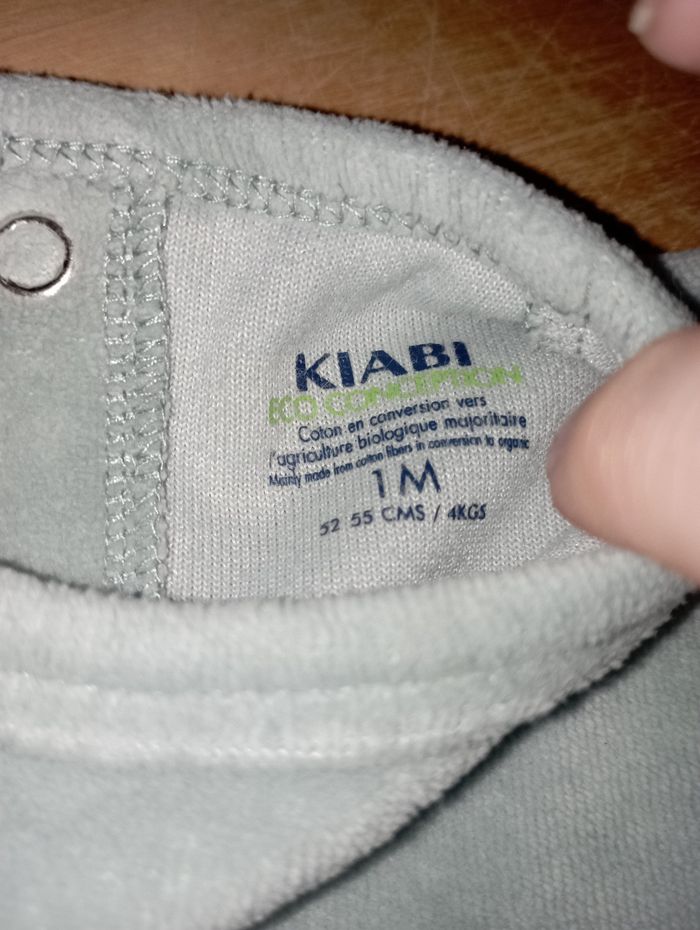 KIABI
ECO CONCEPTION
Coton en conversion vers
l'agriculture biologique majoritaire
Mainly made from cotton fibers in conversion to organic
1 M
52 55 CMS / 4KGS